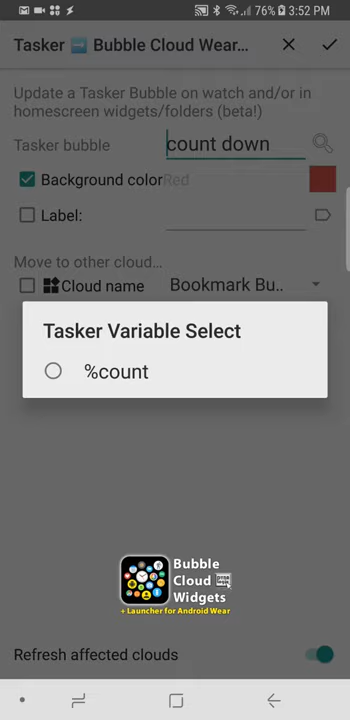 76% 3:52 PM
Tasker ➡ Bubble Cloud Wear...
Update a Tasker Bubble on watch and/or in
homescreen widgets/folders (beta!)
Tasker bubble count down
Background color Red
Label:
Move to other cloud...
Cloud name Bookmark Bu..
Tasker Variable Select
%count
Bubble
Cloud
Widgets
+ Launcher for Android Wear
Refresh affected clouds